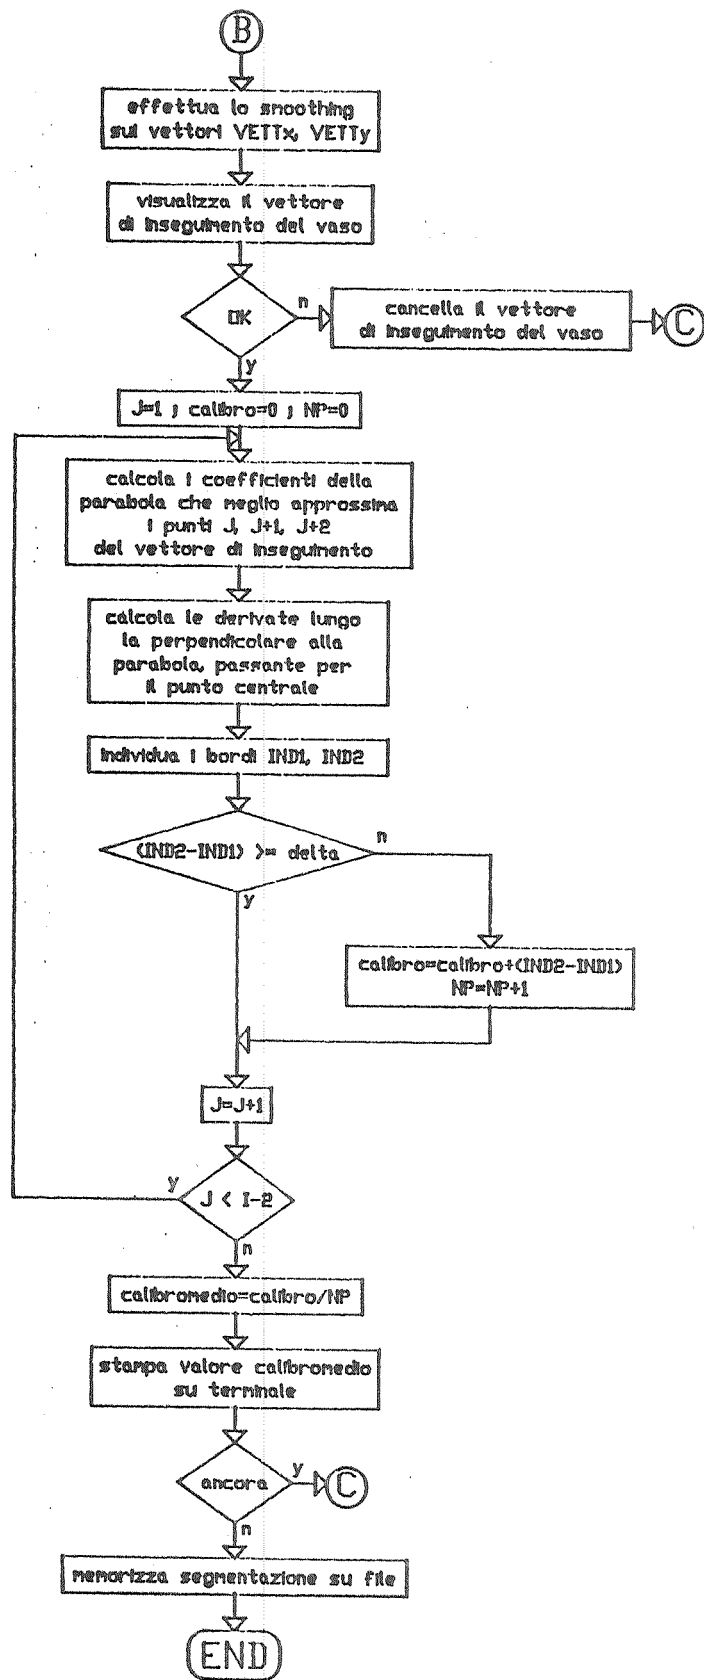 B
effettua lo smoothing
sui vettori VETTx, VETTy
visualizza il vettore
di inseguimento del vaso
OK
n
cancella il vettore
di inseguimento del vaso
C
y
J=1 ; calibro=0 ; NP=0
calcola i coefficienti della
parabola che meglio approssima
i punti J, J+1, J+2
del vettore di inseguimento
calcola le derivate lungo
la perpendicolare alla
parabola, passante per
il punto centrale
individua i bordi IND1, IND2
(IND2-IND1) >= delta
n
y
calibro=calibro+(IND2-IND1)
NP=NP+1
J=J+1
y
J < I-2
n
calibromedio=calibro/NP
stampa valore calibromedio
su terminale
ancora
y
C
n
memorizza segmentazione su file
END